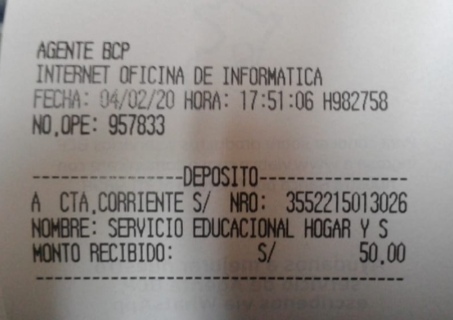 AGENTE BCP
INTERNET OFICINA DE INFORMATICA
FECHA: 04/02/20 HORA: 17:51:06 H982758
NO.OPE: 957833
----------------DEPOSITO----------------
A CTA.CORRIENTE S/ NRO: 3552215013026
NOMBRE: SERVICIO EDUCACIONAL HOGAR Y S
MONTO RECIBIDO: S/ 50.00
----------------------------------------